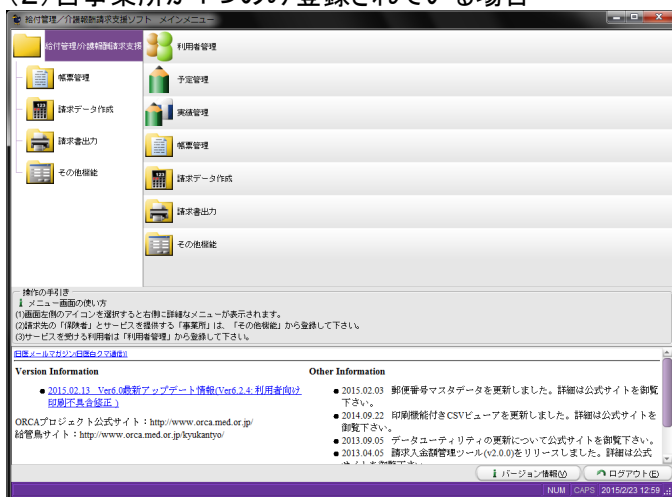 (2)自事業所が1つのみ登録されている場合
給付管理／介護報酬請求支援ソフト メインメニュー
給付管理/介護報酬請求支援
帳票管理
請求データ作成
請求書出力
その他機能
利用者管理
予定管理
実績管理
帳票管理
請求データ作成
請求書出力
その他機能
操作の手引き
メニュー画面の使い方
(1)画面左側のアイコンを選択すると右側に詳細なメニューが表示されます。
(2)請求先の「保険者」とサービスを提供する「事業所」は、「その他機能」から登録して下さい。
(3)サービスを受ける利用者は「利用者管理」から登録して下さい。
日医メールマガジン(日医白クマ通信)
Version Information
2015.02.13 Ver6.0最新アップデート情報(Ver6.2.4: 利用者向け
印刷不具合修正 )
ORCAプロジェクト公式サイト：http://www.orca.med.or.jp/
給管鳥サイト：http://www.orca.med.or.jp/kyukantyo/
Other Information
2015.02.03 郵便番号マスタデータを更新しました。詳細は公式サイトを御覧
下さい。
2014.09.22 印刷機能付きCSVビューアを更新しました。詳細は公式サイトを
御覧下さい。
2013.09.05 データユーティリティの更新について公式サイトを御覧下さい。
2013.04.05 請求入金額管理ツール(v2.0.0)をリリースしました。詳細は公式
バージョン情報(V)
ログアウト(E)
NUM CAPS 2015/2/23 12:59